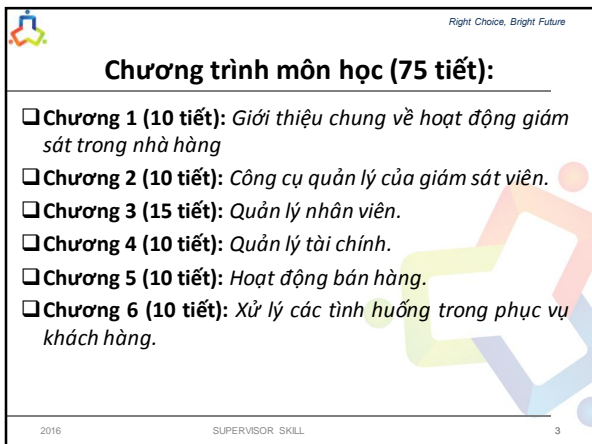 Right Choice, Bright Future
Chương trình môn học (75 tiết):
❑Chương 1 (10 tiết): Giới thiệu chung về hoạt động giám
sát trong nhà hàng
❑Chương 2 (10 tiết): Công cụ quản lý của giám sát viên.
❑Chương 3 (15 tiết): Quản lý nhân viên.
❑Chương 4 (10 tiết): Quản lý tài chính.
❑Chương 5 (10 tiết): Hoạt động bán hàng.
❑Chương 6 (10 tiết): Xử lý các tình huống trong phục vụ
khách hàng.
2016 SUPERVISOR SKILL 3